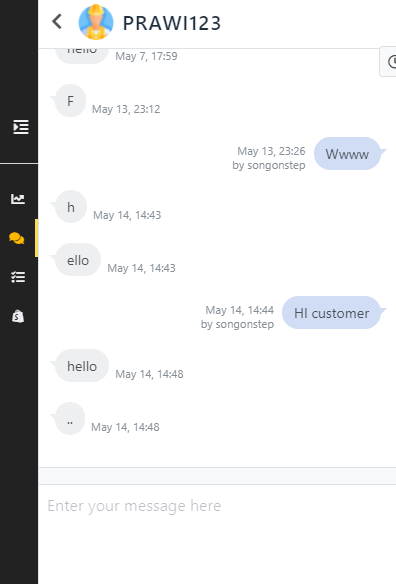 PRAWI123
hello
May 7, 17:59
F
May 13, 23:12
May 13, 23:26
by songonstep
Wwww
h
May 14, 14:43
ello
May 14, 14:43
May 14, 14:44
by songonstep
HI customer
hello
May 14, 14:48
..
May 14, 14:48
Enter your message here